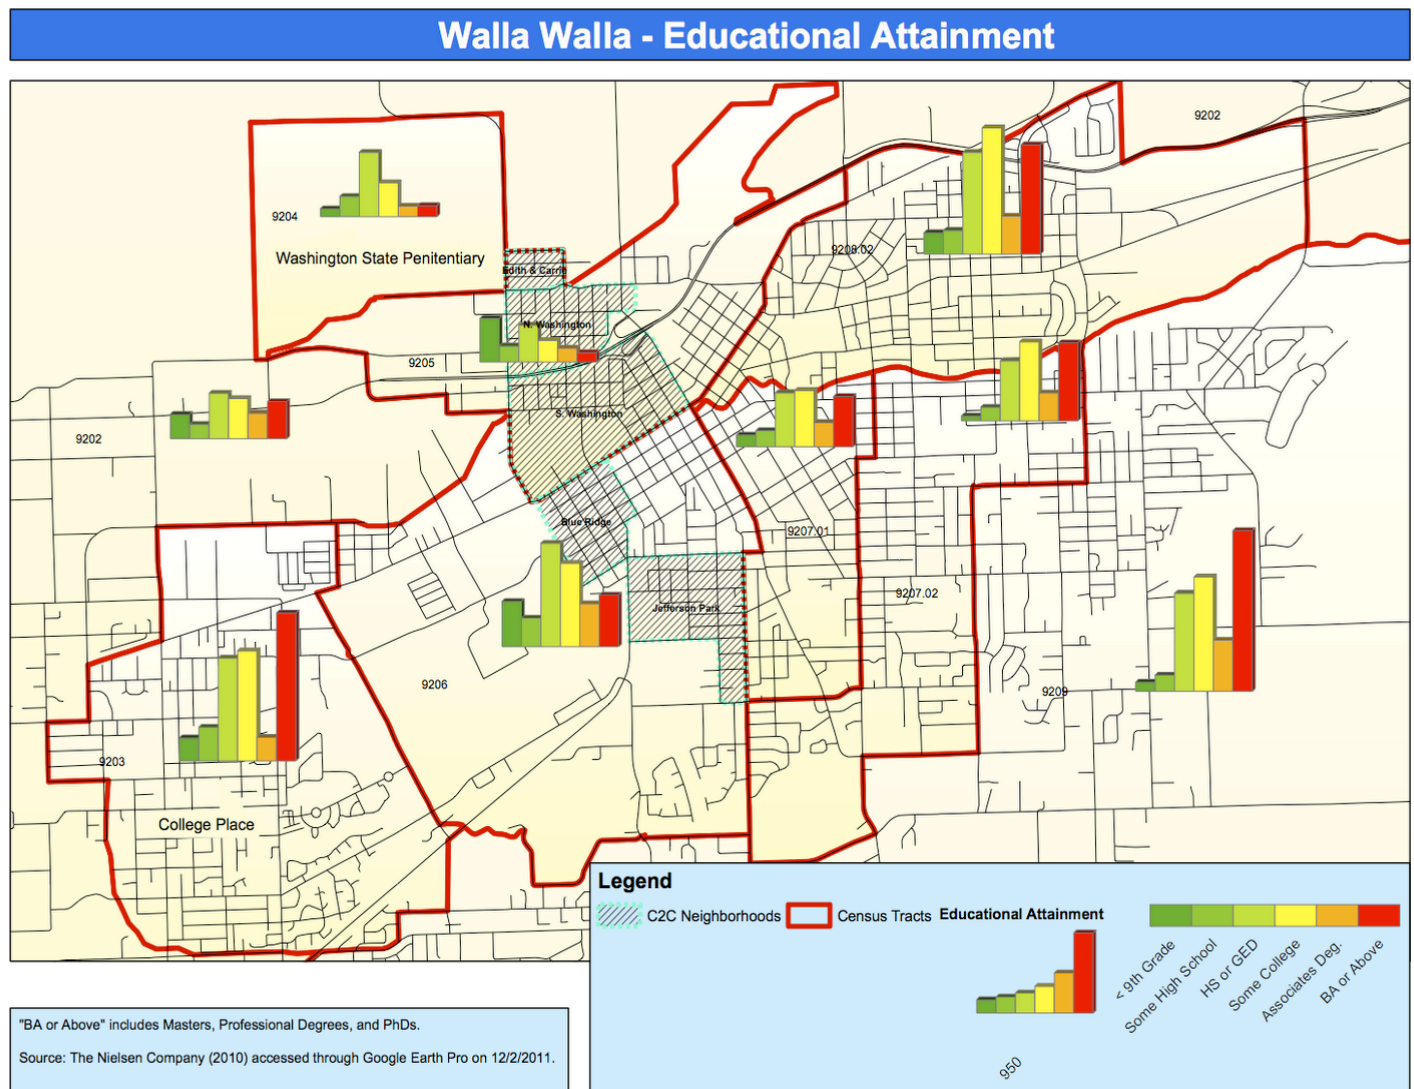 Walla Walla - Educational Attainment
9202
9204
Washington State Penitentiary
9208.02
Edith & Carrie
N. Washington
9205
S. Washington
9202
Blue Ridge
9207.01
9207.02
Jefferson Park
9206
9209
9203
College Place
Legend
C2C Neighborhoods
Census Tracts
Educational Attainment
< 9th Grade
Some High School
HS or GED
Some College
Associates Deg.
BA or Above
950
"BA or Above" includes Masters, Professional Degrees, and PhDs.
Source: The Nielsen Company (2010) accessed through Google Earth Pro on 12/2/2011.